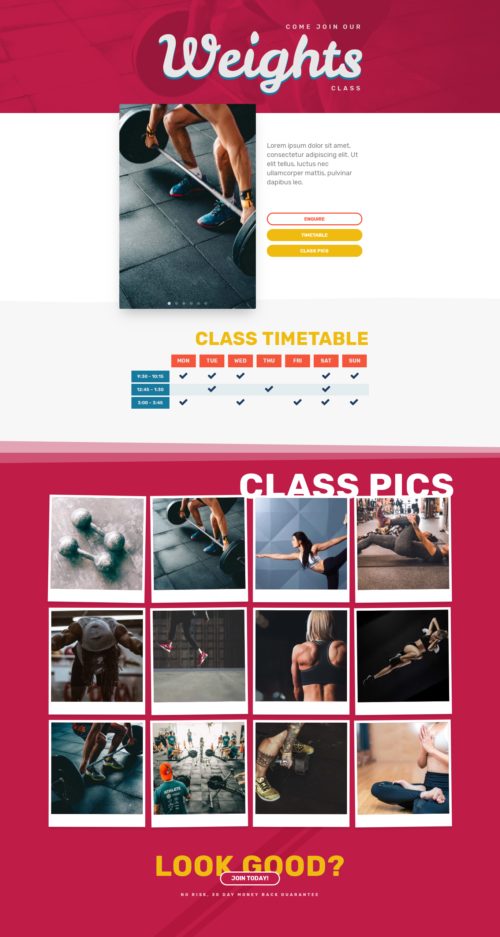 COME JOIN OUR
Weights
CLASS
Lorem ipsum dolor sit amet,
consectetur adipiscing elit. Ut
elit tellus, luctus nec
ullamcorper mattis, pulvinar
dapibus leo.
ENQUIRE
TIMETABLE
CLASS PICS
CLASS TIMETABLE
MON TUE WED THU FRI SAT SUN
9:30 - 10:15
12:45 - 1:30
3:00 - 3:45
CLASS PICS
LOOK GOOD?
JOIN TODAY!
NO RISK, 30 DAY MONEY BACK GUARANTEE